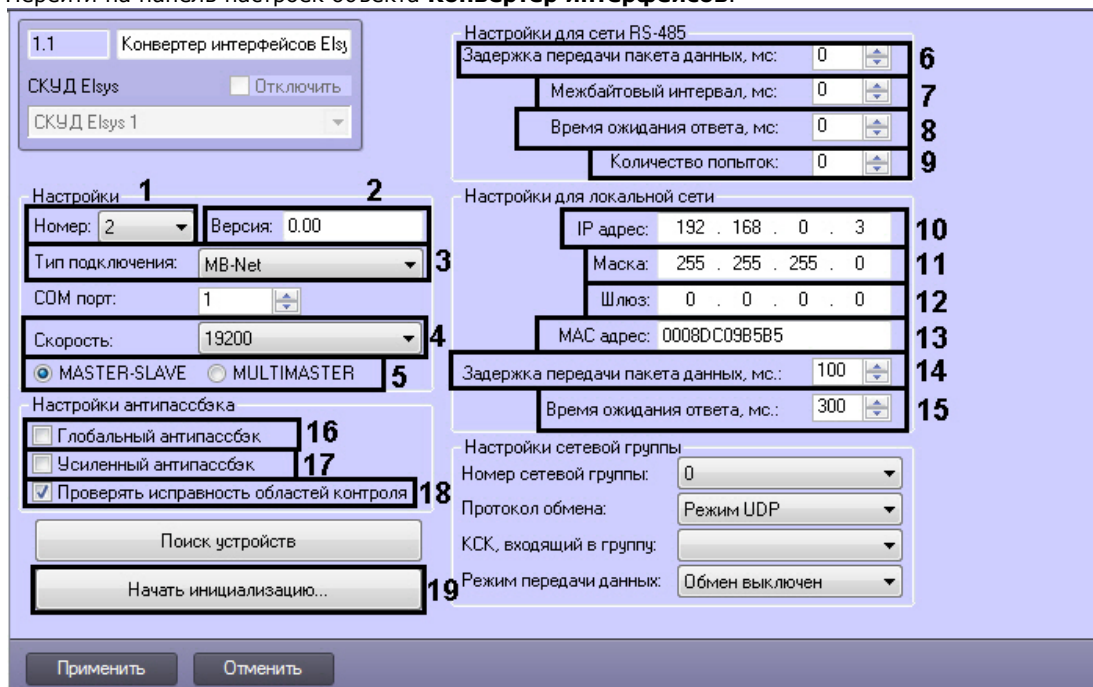 Перейти на панель настроек объекта Конвертер интерфейсов.
1.1 Конвертер интерфейсов Elsy
СКУД Elsys Отключить
СКУД Elsys 1
Настройки 1 2
Номер: 2 Версия: 0.00
Тип подключения: MB-Net 3
COM порт: 1
Скорость: 19200 4
MASTER-SLAVE MULTIMASTER 5
Настройки антипассбэка
Глобальный антипассбэк 16
Усиленный антипассбэк 17
Проверять исправность областей контроля 18
Поиск устройств
Начать инициализацию... 19
Настройки для сети RS-485
Задержка передачи пакета данных, мс: 0 6
Межбайтовый интервал, мс: 0 7
Время ожидания ответа, мс: 0 8
Количество попыток: 0 9
Настройки для локальной сети
IP адрес: 192 . 168 . 0 . 3 10
Маска: 255 . 255 . 255 . 0 11
Шлюз: 0 . 0 . 0 . 0 12
MAC адрес: 0008DC09B5B5 13
Задержка передачи пакета данных, мс.: 100 14
Время ожидания ответа, мс.: 300 15
Настройки сетевой группы
Номер сетевой группы: 0
Протокол обмена: Режим UDP
КСК, входящий в группу:
Режим передачи данных: Обмен выключен
Применить Отменить